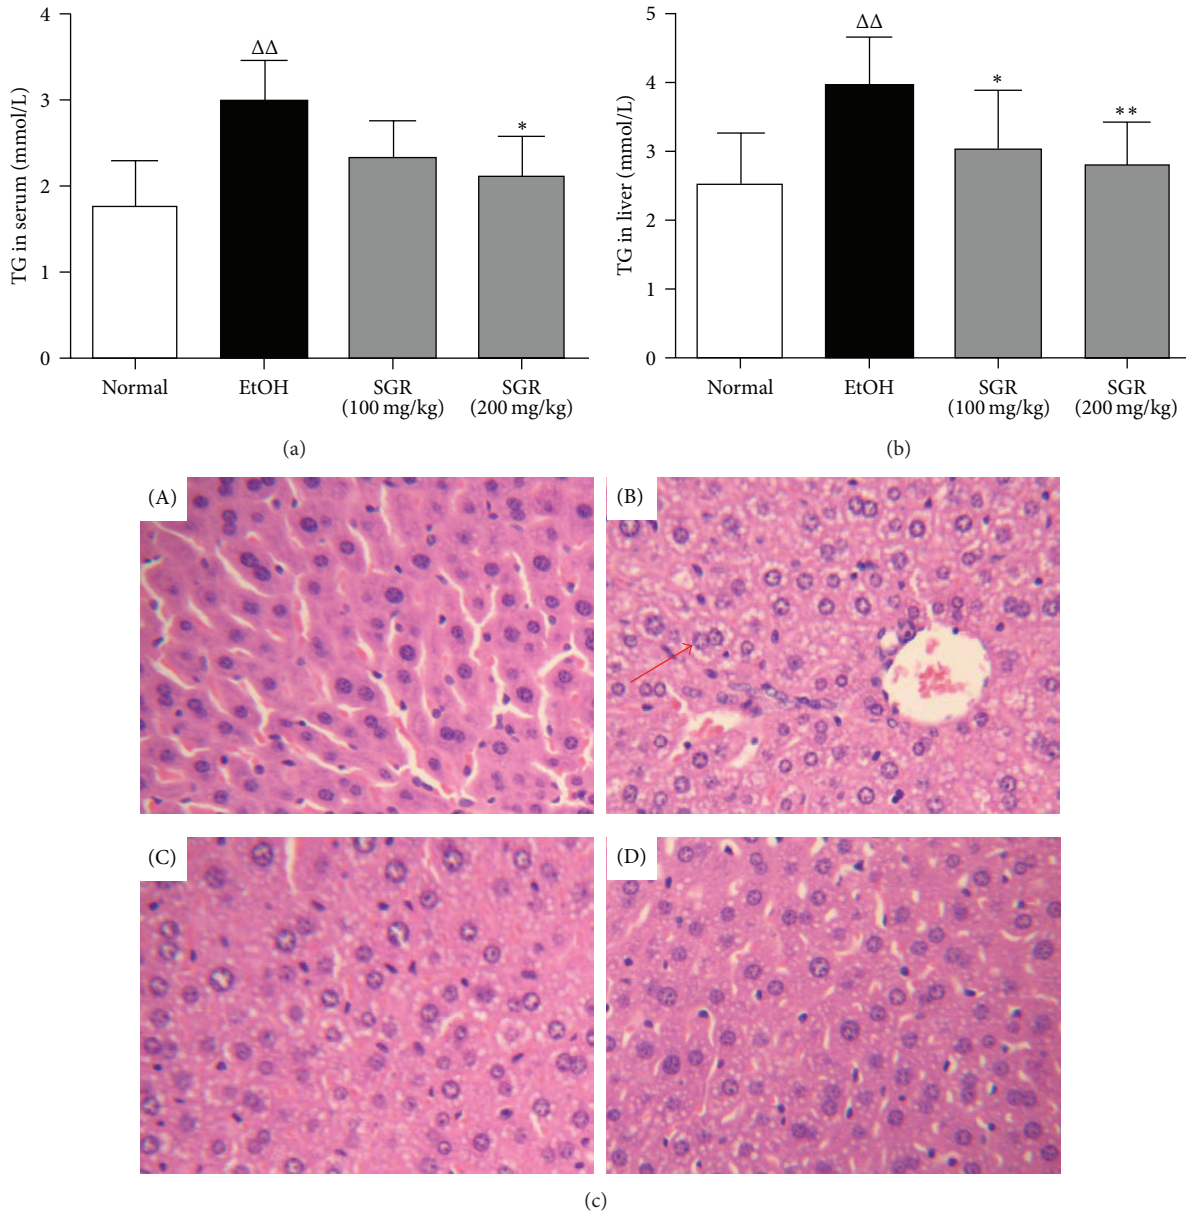 4
3
2
1
0
TG in serum (mmol/L)
ΔΔ
*
Normal
EtOH
SGR
(100 mg/kg)
SGR
(200 mg/kg)
(a)
5
4
3
2
1
0
TG in liver (mmol/L)
ΔΔ
*
**
Normal
EtOH
SGR
(100 mg/kg)
SGR
(200 mg/kg)
(b)
(A)
(B)
(C)
(D)
(c)